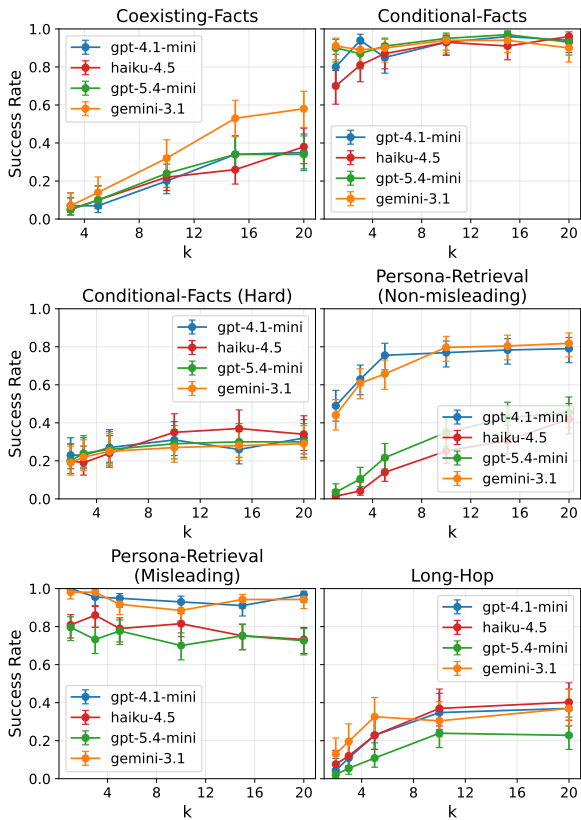 Coexisting-Facts
Conditional-Facts
Success Rate
1.0
0.8
0.6
0.4
0.2
0.0
gpt-4.1-mini
haiku-4.5
gpt-5.4-mini
gemini-3.1
gpt-4.1-mini
haiku-4.5
gpt-5.4-mini
gemini-3.1
4
8
12
16
20
k
4
8
12
16
20
k
Conditional-Facts (Hard)
Persona-Retrieval
(Non-misleading)
Success Rate
1.0
0.8
0.6
0.4
0.2
0.0
gpt-4.1-mini
haiku-4.5
gpt-5.4-mini
gemini-3.1
gpt-4.1-mini
haiku-4.5
gpt-5.4-mini
gemini-3.1
4
8
12
16
20
k
4
8
12
16
20
k
Persona-Retrieval
(Misleading)
Long-Hop
Success Rate
1.0
0.8
0.6
0.4
0.2
0.0
gpt-4.1-mini
haiku-4.5
gpt-5.4-mini
gemini-3.1
gpt-4.1-mini
haiku-4.5
gpt-5.4-mini
gemini-3.1
4
8
12
16
20
k
4
8
12
16
20
k